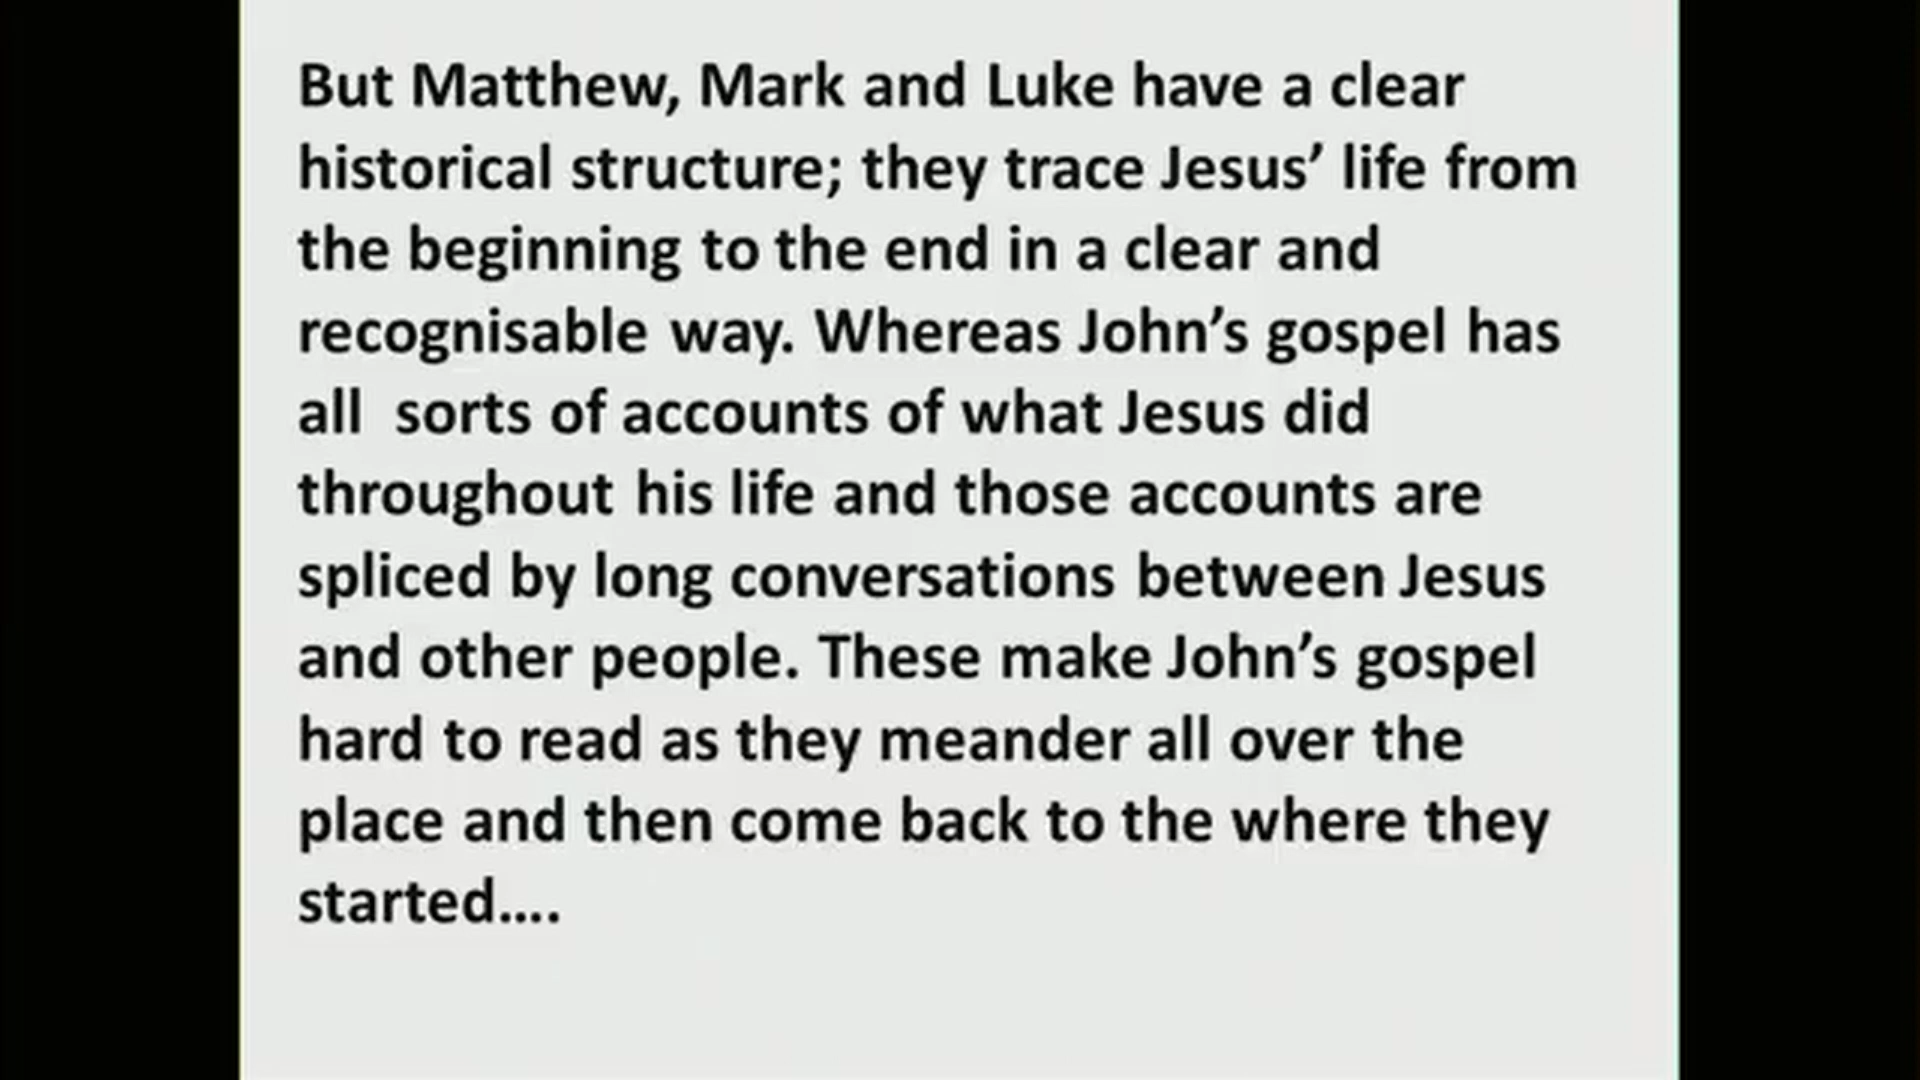 But Matthew, Mark and Luke have a clear
historical structure; they trace Jesus’ life from
the beginning to the end in a clear and
recognisable way. Whereas John’s gospel has
all  sorts of accounts of what Jesus did
throughout his life and those accounts are
spliced by long conversations between Jesus
and other people. These make John’s gospel
hard to read as they meander all over the
place and then come back to the where they
started....